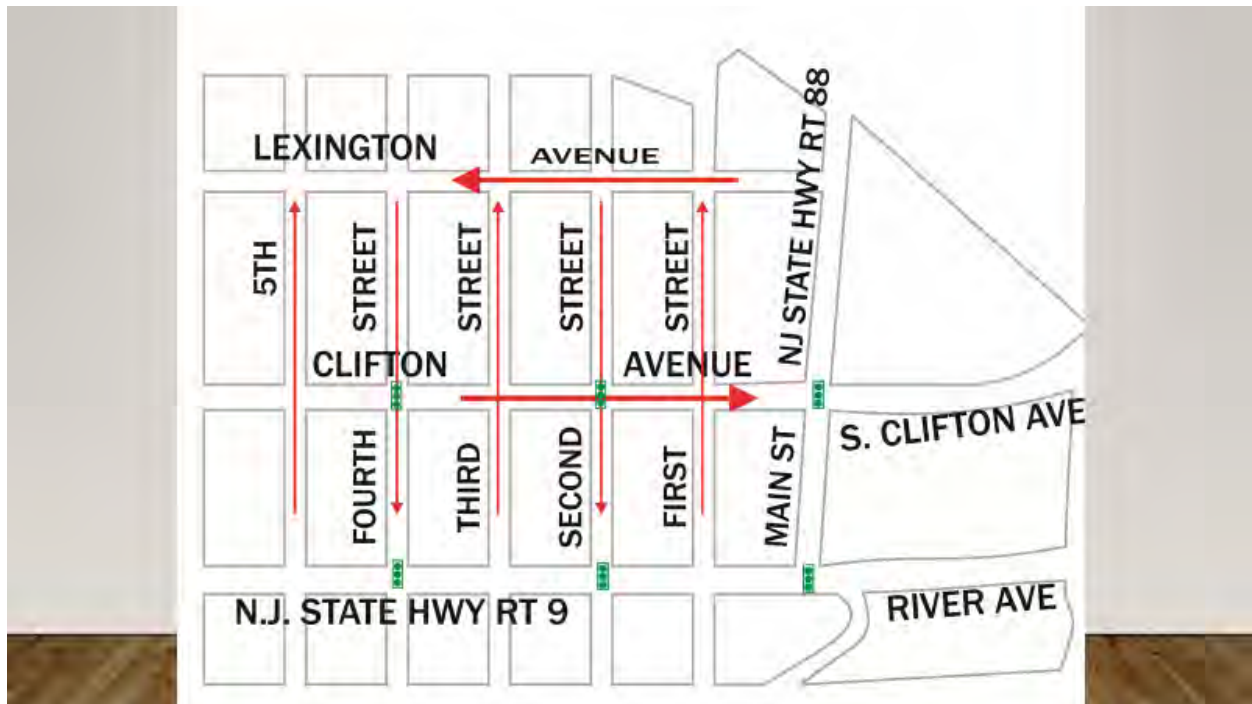 NJ STATE HWY RT 88
LEXINGTON AVENUE
5TH
STREET
STREET
STREET
STREET
CLIFTON AVENUE
S. CLIFTON AVE
FOURTH
THIRD
SECOND
FIRST
MAIN ST
N.J. STATE HWY RT 9
RIVER AVE